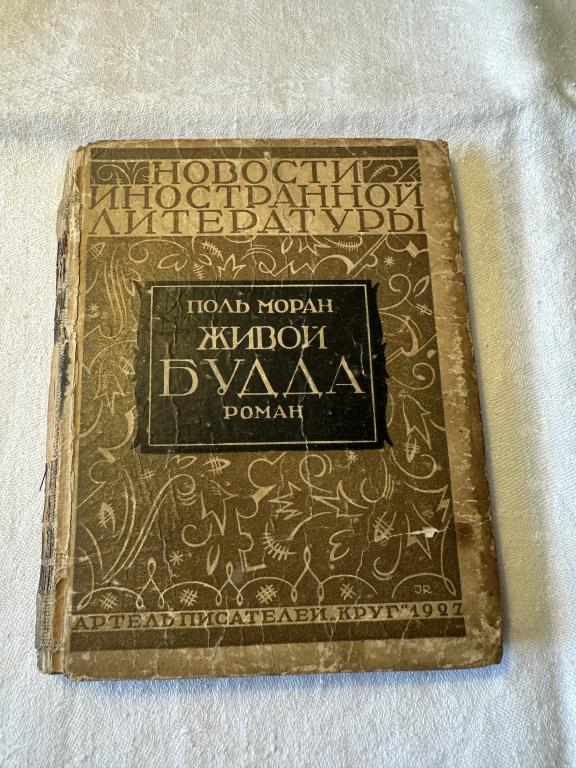 НОВОСТИ
ИНОСТРАННОЙ
ЛИТЕРАТУРЫ
ПОЛЬ МОРАН
ЖИВОЙ
БУДДА
РОМАН
JR
АРТЕЛЬ ПИСАТЕЛЕЙ „КРУГ" 1927